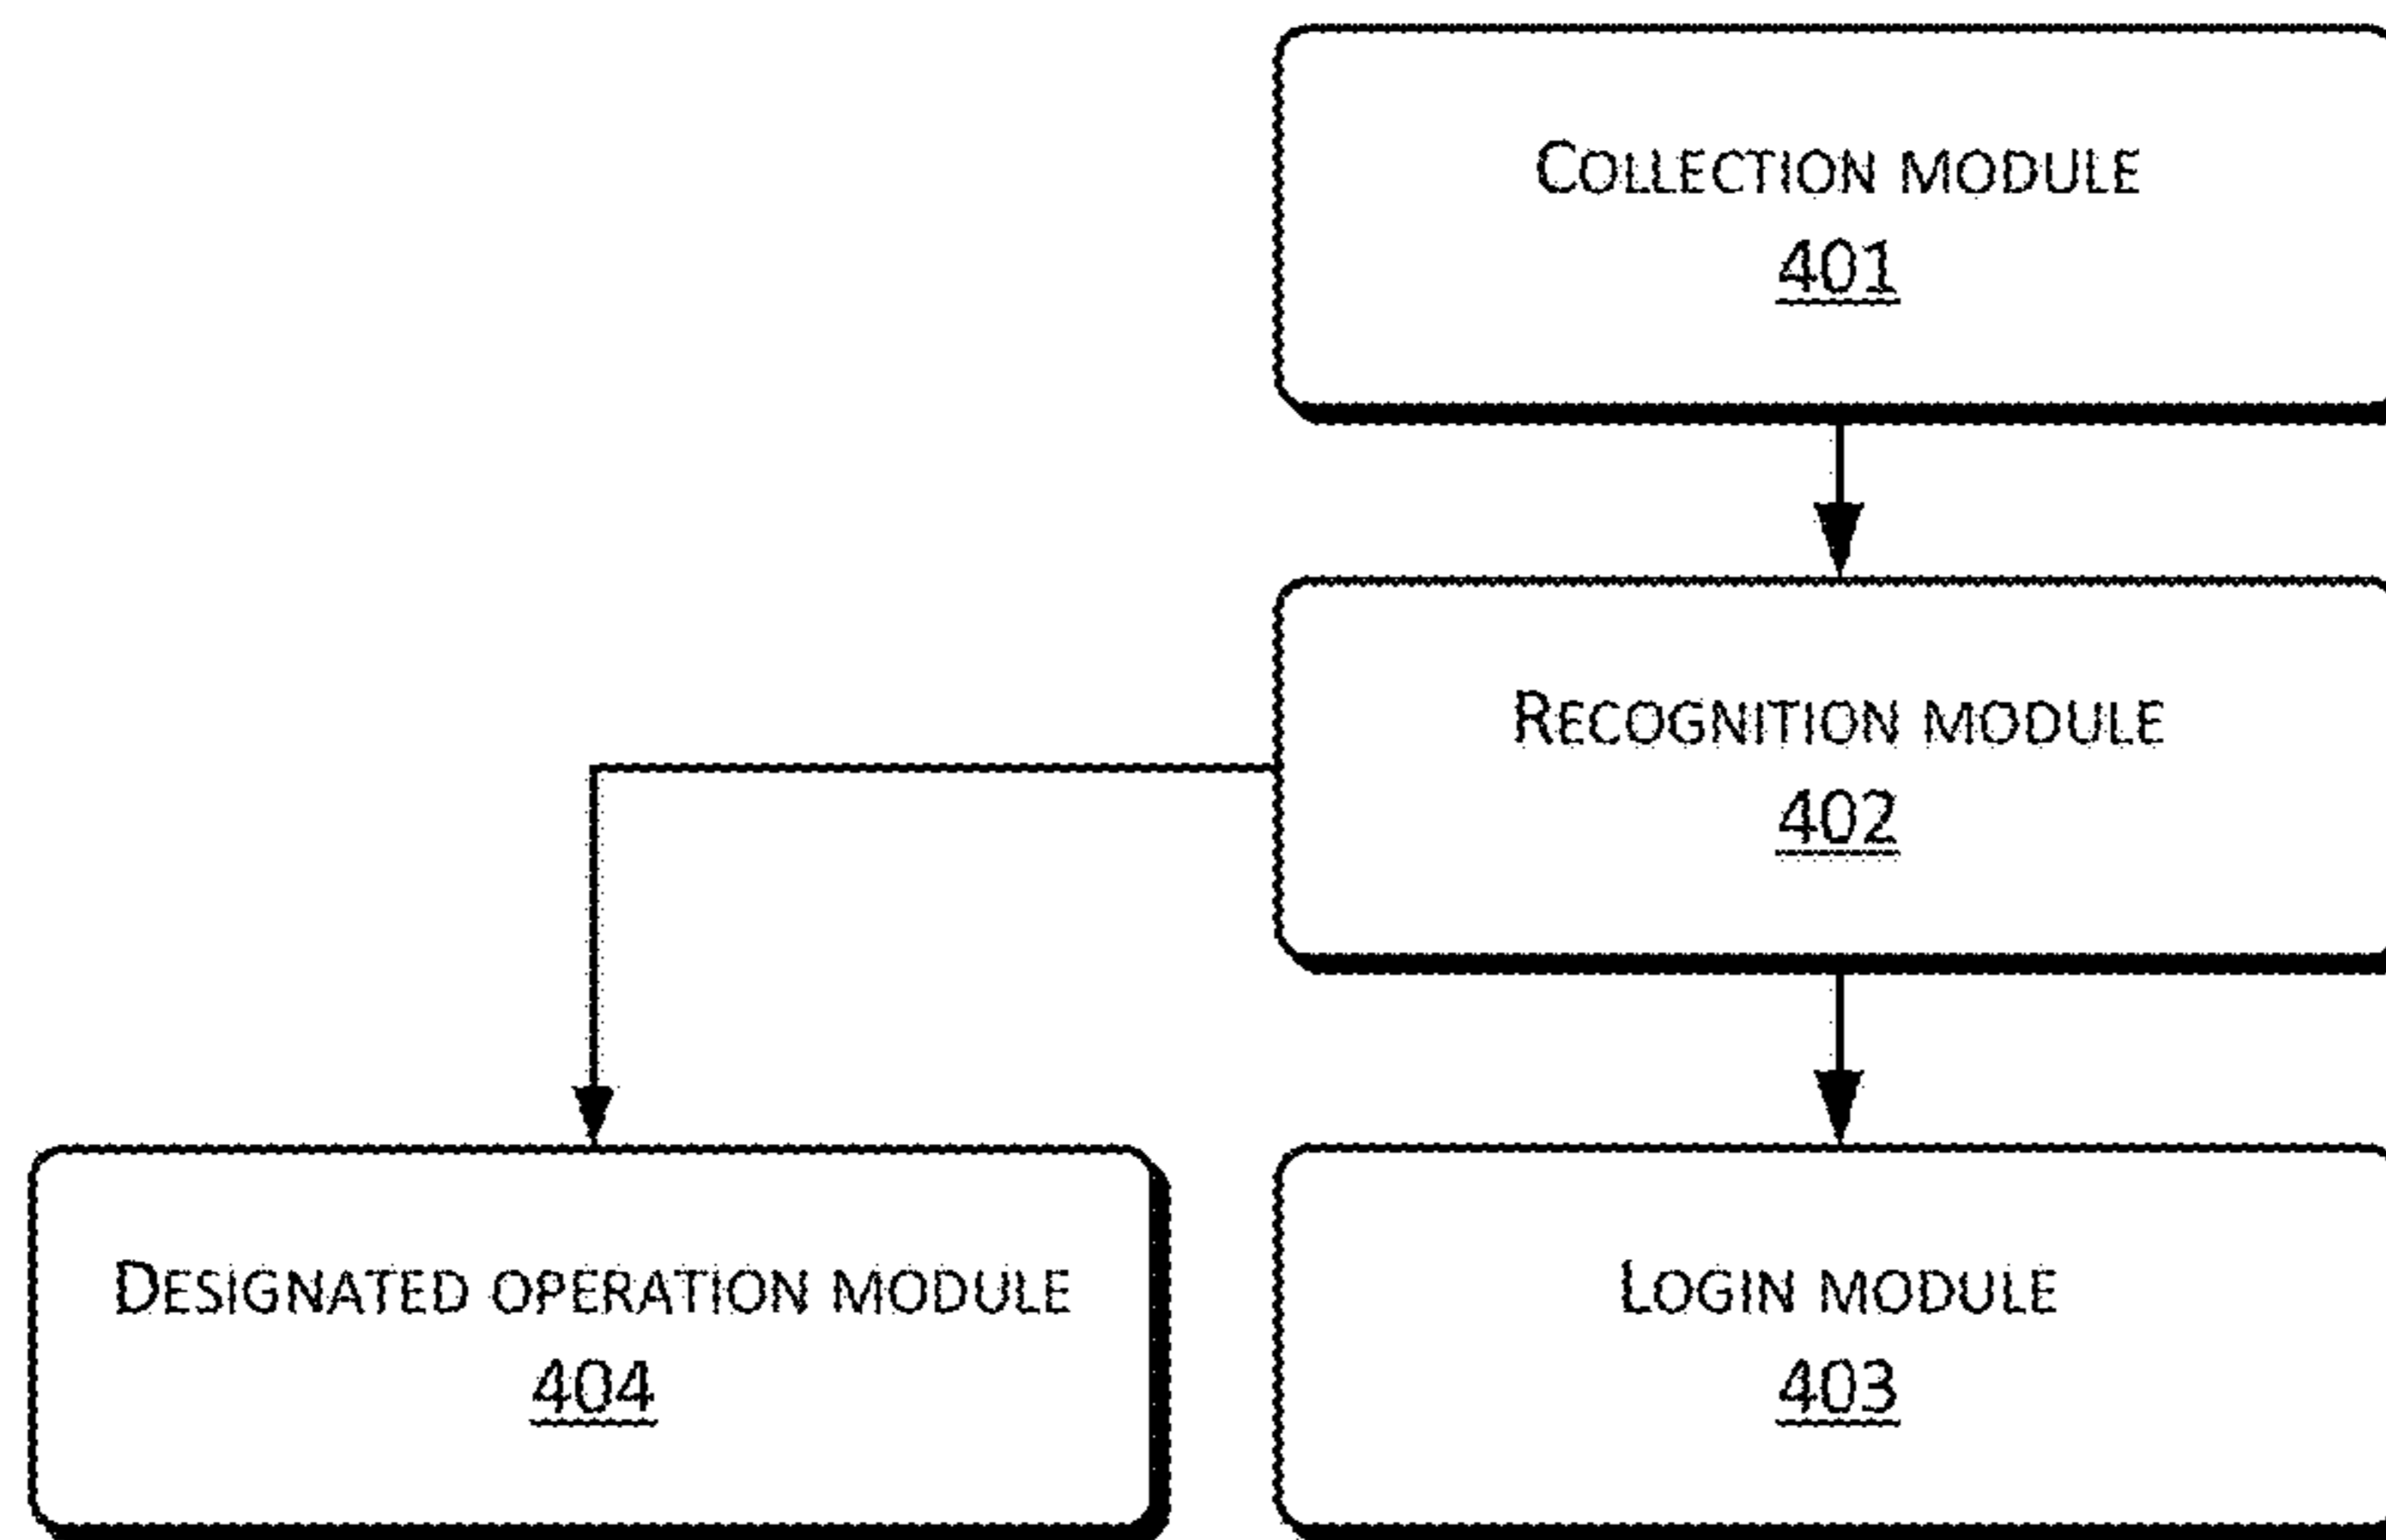 COLLECTION MODULE
401
RECOGNITION MODULE
402
DESIGNATED OPERATION MODULE
404
LOGIN MODULE
403